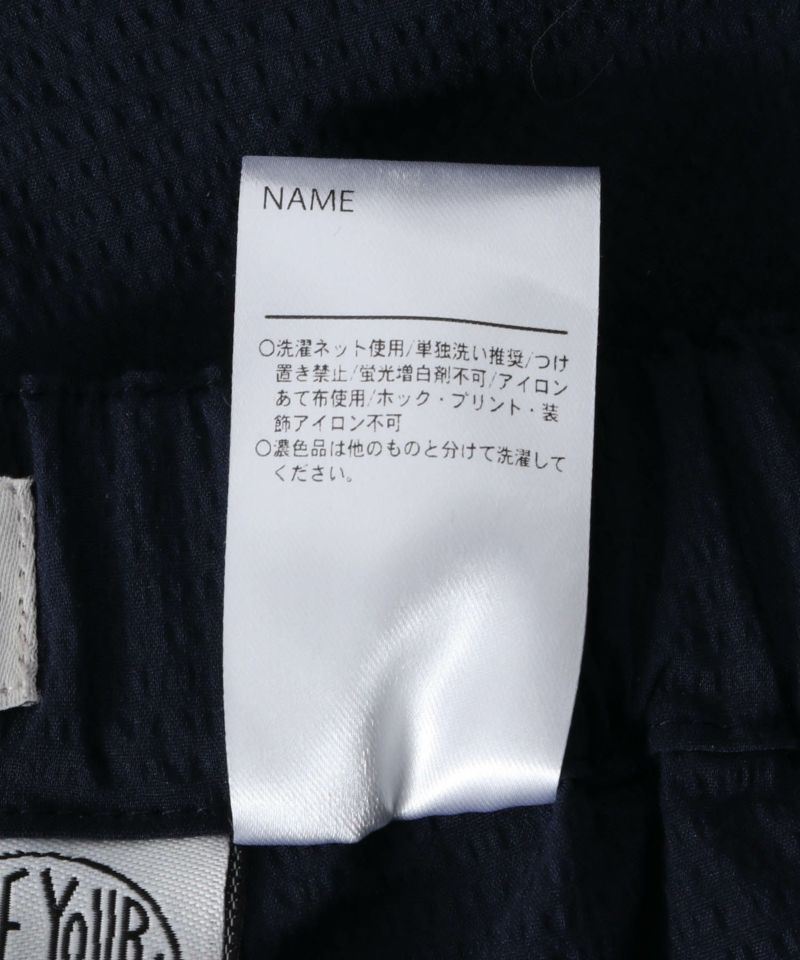 NAME
○洗濯ネット使用/単独洗い推奨/つけ
置き禁止/蛍光増白剤不可/アイロン
あて布使用/ホック・プリント・装
飾アイロン不可
○濃色品は他のものと分けて洗濯して
ください。
YOUR